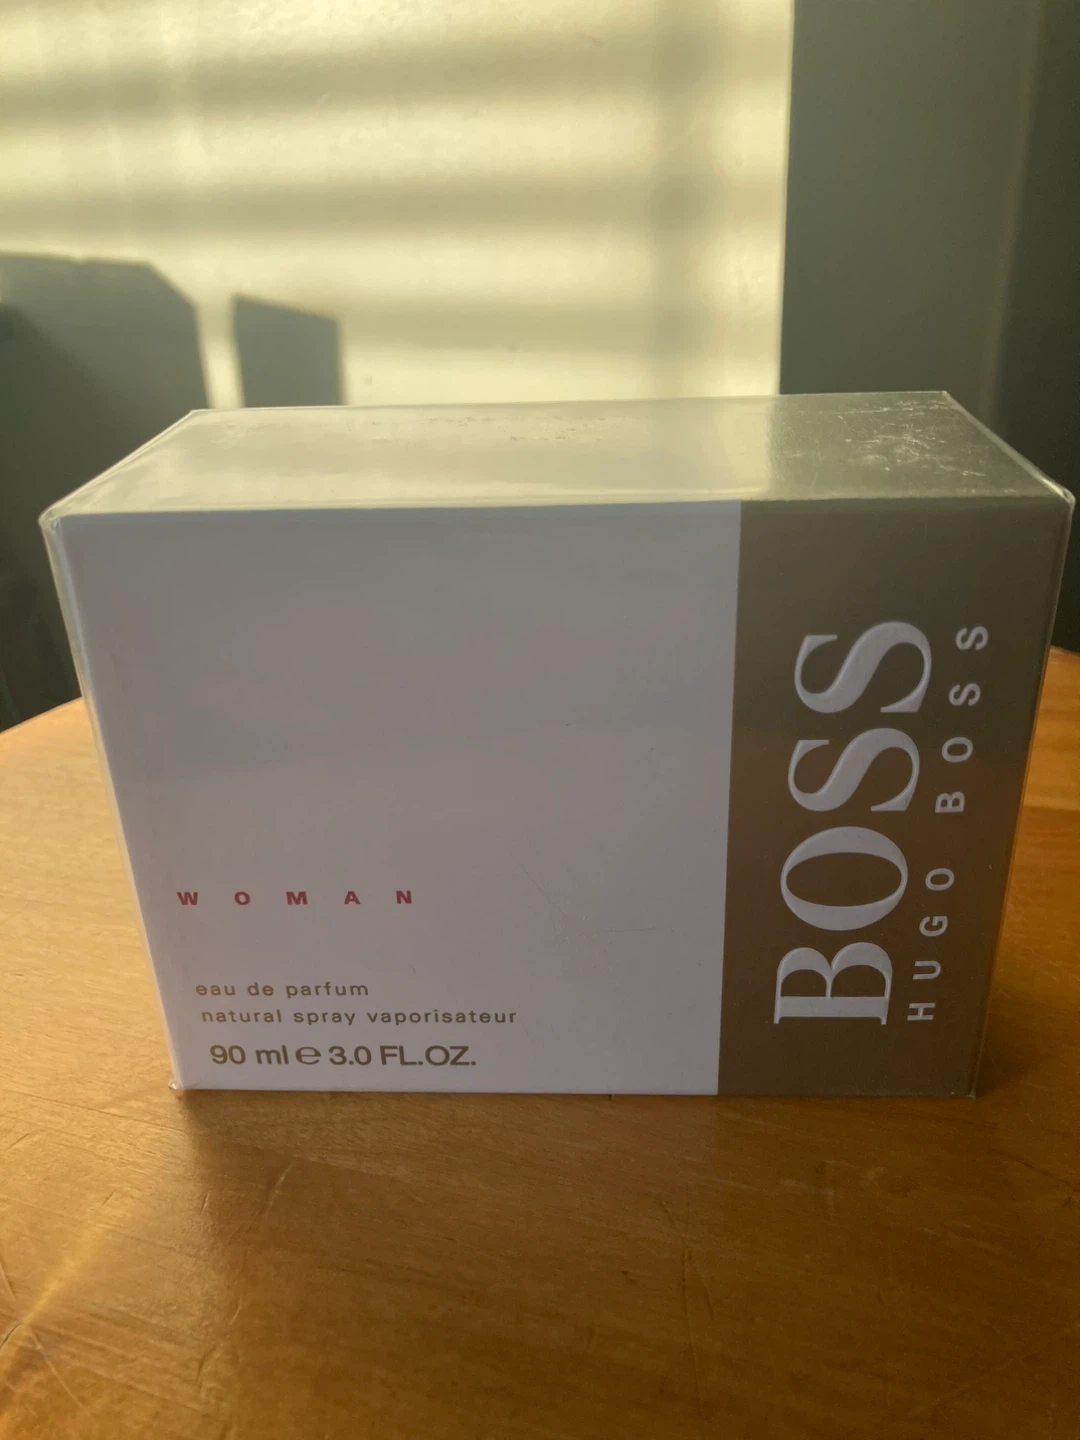 WOMAN
eau de parfum
natural spray vaporisateur
90 ml ℮ 3.0 FL.OZ.
BOSS
HUGO BOSS